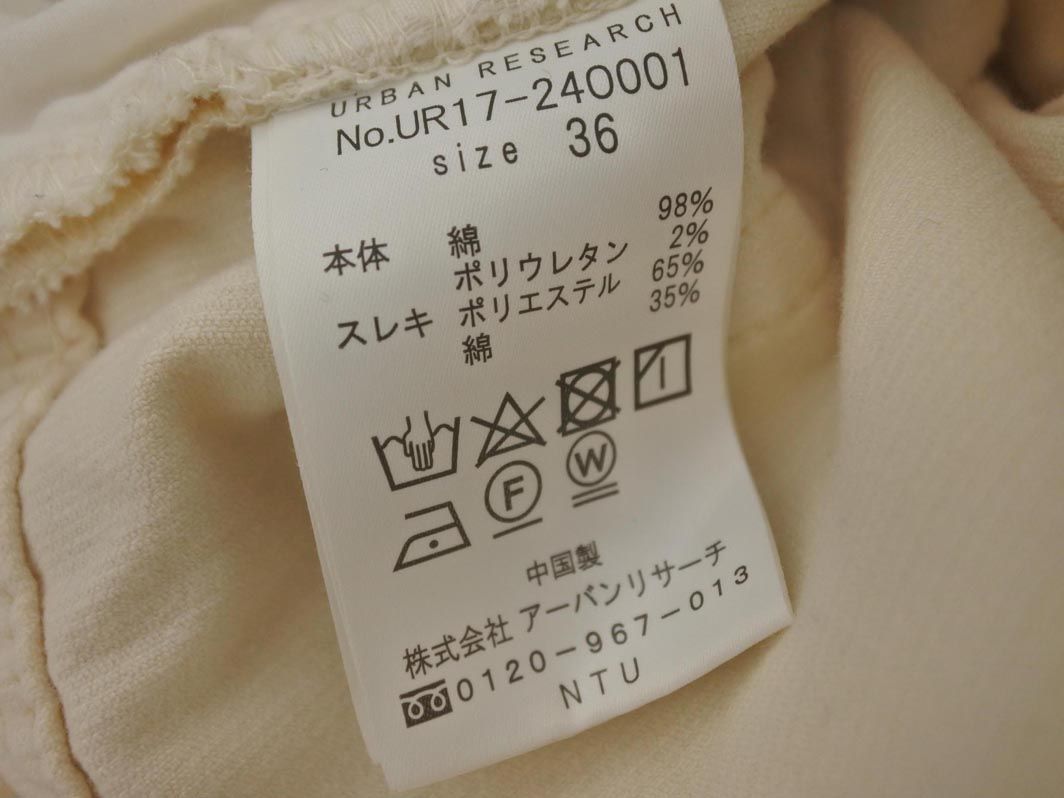 URBAN RESEARCH
No.UR17-240001
size 36
本体 綿 98%
ポリウレタン 2%
スレキ ポリエステル 65%
綿 35%
F W
中国製
株式会社 アーバンリサーチ
0120-967-013
NTU